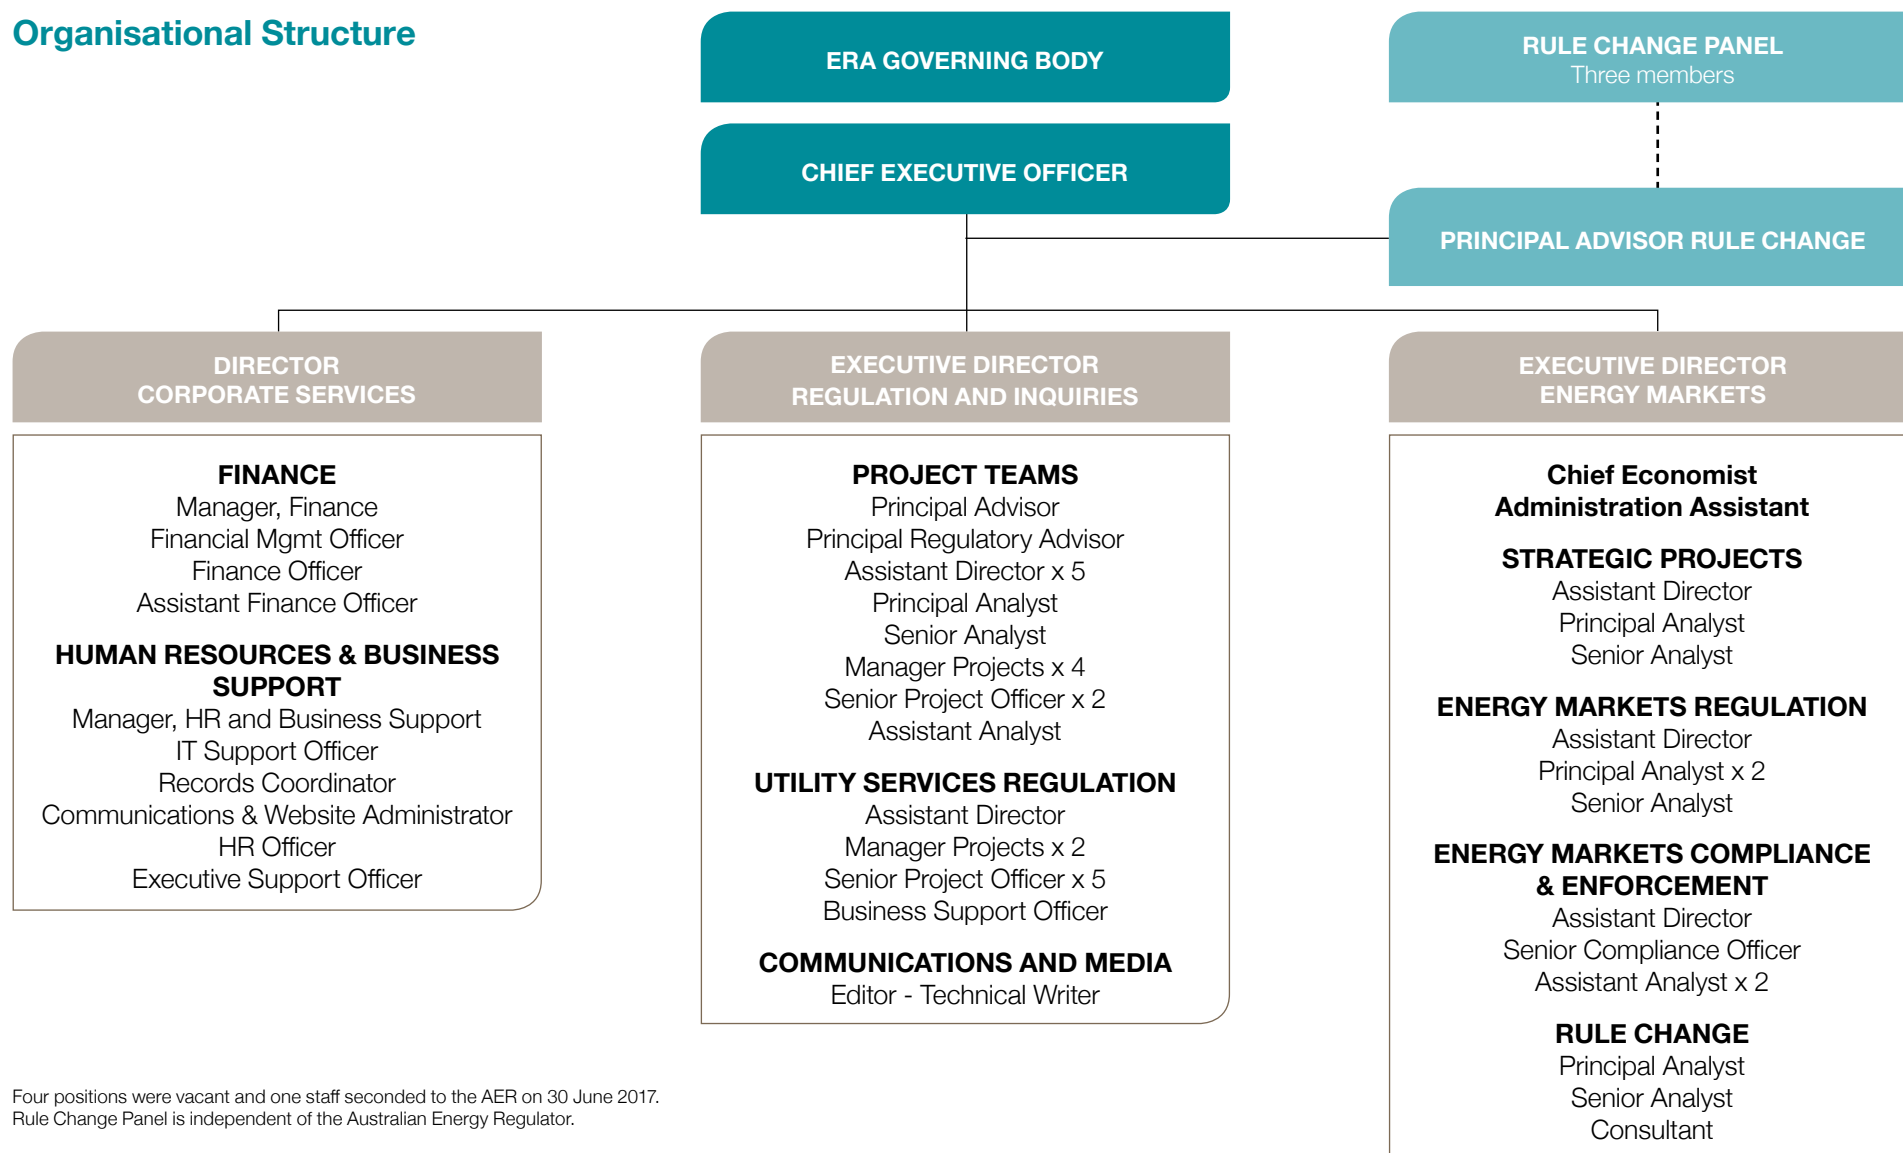 Organisational Structure
ERA GOVERNING BODY
RULE CHANGE PANEL
Three members
CHIEF EXECUTIVE OFFICER
PRINCIPAL ADVISOR RULE CHANGE
DIRECTOR
CORPORATE SERVICES
FINANCE
Manager, Finance
Financial Mgmt Officer
Finance Officer
Assistant Finance Officer
HUMAN RESOURCES & BUSINESS
SUPPORT
Manager, HR and Business Support
IT Support Officer
Records Coordinator
Communications & Website Administrator
HR Officer
Executive Support Officer
EXECUTIVE DIRECTOR
REGULATION AND INQUIRIES
PROJECT TEAMS
Principal Advisor
Principal Regulatory Advisor
Assistant Director x 5
Principal Analyst
Senior Analyst
Manager Projects x 4
Senior Project Officer x 2
Assistant Analyst
UTILITY SERVICES REGULATION
Assistant Director
Manager Projects x 2
Senior Project Officer x 5
Business Support Officer
COMMUNICATIONS AND MEDIA
Editor - Technical Writer
EXECUTIVE DIRECTOR
ENERGY MARKETS
Chief Economist
Administration Assistant
STRATEGIC PROJECTS
Assistant Director
Principal Analyst
Senior Analyst
ENERGY MARKETS REGULATION
Assistant Director
Principal Analyst x 2
Senior Analyst
ENERGY MARKETS COMPLIANCE
& ENFORCEMENT
Assistant Director
Senior Compliance Officer
Assistant Analyst x 2
RULE CHANGE
Principal Analyst
Senior Analyst
Consultant
Four positions were vacant and one staff seconded to the AER on 30 June 2017.
Rule Change Panel is independent of the Australian Energy Regulator.